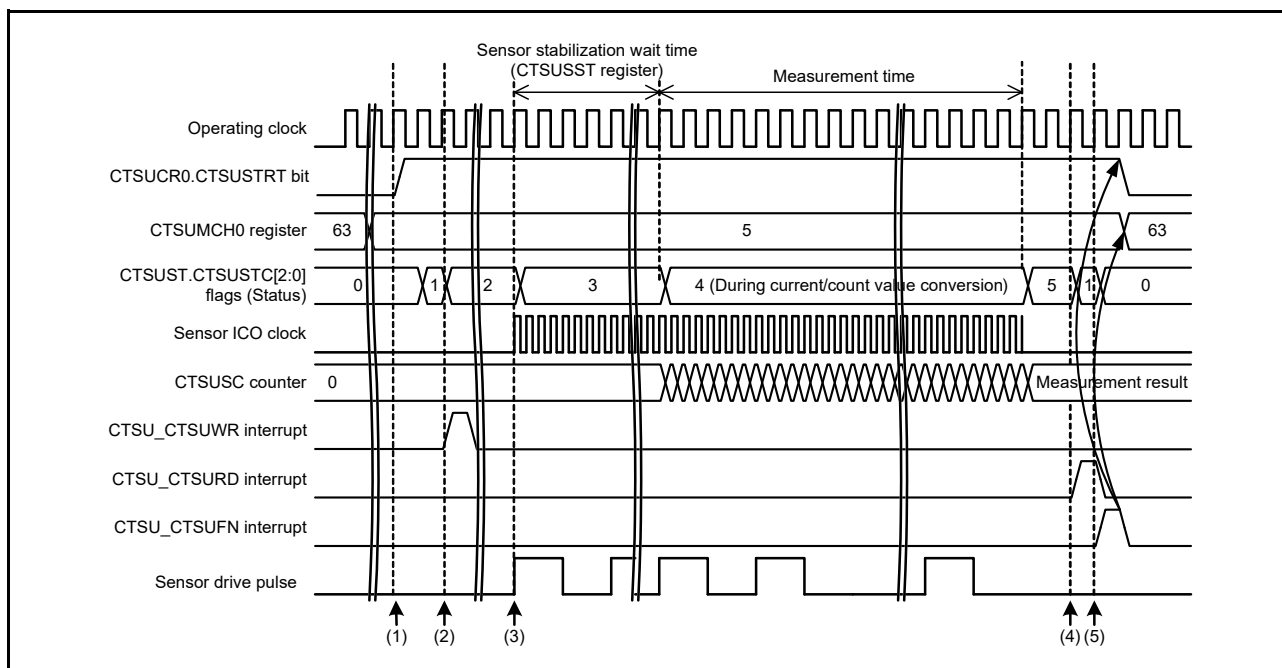 Sensor stabilization wait time
(CTSUSST register)
Measurement time
Operating clock
CTSUCR0.CTSUSTRT bit
CTSUMCH0 register
63
5
63
CTSUST.CTSUSTC[2:0]
flags (Status)
0
1
2
3
4 (During current/count value conversion)
5
1
0
Sensor ICO clock
CTSUSC counter
0
Measurement result
CTSU_CTSUWR interrupt
CTSU_CTSURD interrupt
CTSU_CTSUFN interrupt
Sensor drive pulse
(1)
(2)
(3)
(4)
(5)